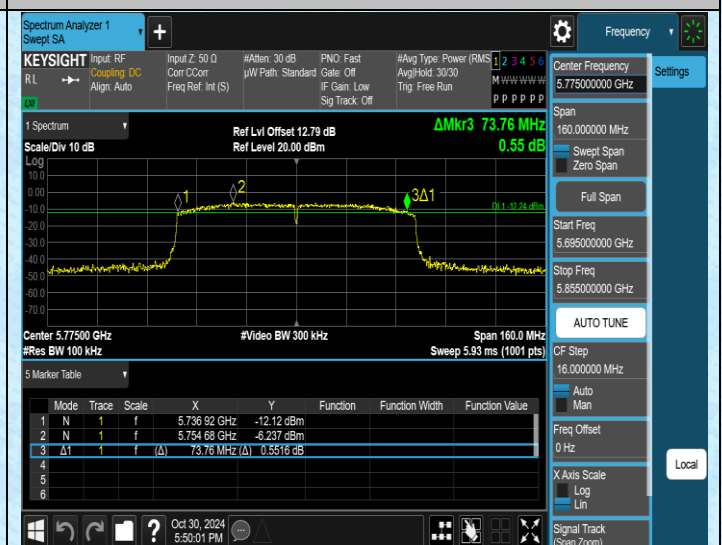 Spectrum Analyzer 1
Swept SA
+
Frequency
KEYSIGHT Input: RF Input Z: 50 Ω #Atten: 30 dB PNO: Fast #Avg Type: Power (RMS 1 2 3 4 5 6
RL Coupling: DC Corr CCorr µW Path: Standard Gate: Off Avg|Hold: 30/30 M W W W W W
Align: Auto Freq Ref: Int (S) IF Gain: Low Trig: Free Run
Sig Track: Off P P P P P P
LXI
1 Spectrum
Scale/Div 10 dB
Ref Lvl Offset 12.79 dB
Ref Level 20.00 dBm
ΔMkr3 73.76 MHz
0.55 dB
Log
10.0
0.00
-10.0
-20.0
-30.0
-40.0
-50.0
-60.0
-70.0
1
2
3Δ1
DL1 -12.24 dBm
Center 5.77500 GHz #Video BW 300 kHz Span 160.0 MHz
#Res BW 100 kHz Sweep 5.93 ms (1001 pts)
5 Marker Table
Mode Trace Scale X Y Function Function Width Function Value
1 N 1 f 5.736 92 GHz -12.12 dBm
2 N 1 f 5.754 68 GHz -6.237 dBm
3 Δ1 1 f (Δ) 73.76 MHz (Δ) 0.5516 dB
4
5
6
?
Oct 30, 2024
5:50:01 PM
Settings
Center Frequency
5.775000000 GHz
Span
160.000000 MHz
Swept Span
Zero Span
Full Span
Start Freq
5.695000000 GHz
Stop Freq
5.855000000 GHz
AUTO TUNE
CF Step
16.000000 MHz
Auto
Man
Freq Offset
0 Hz
X Axis Scale
Log
Lin
Signal Track
(Span Zoom)
Local